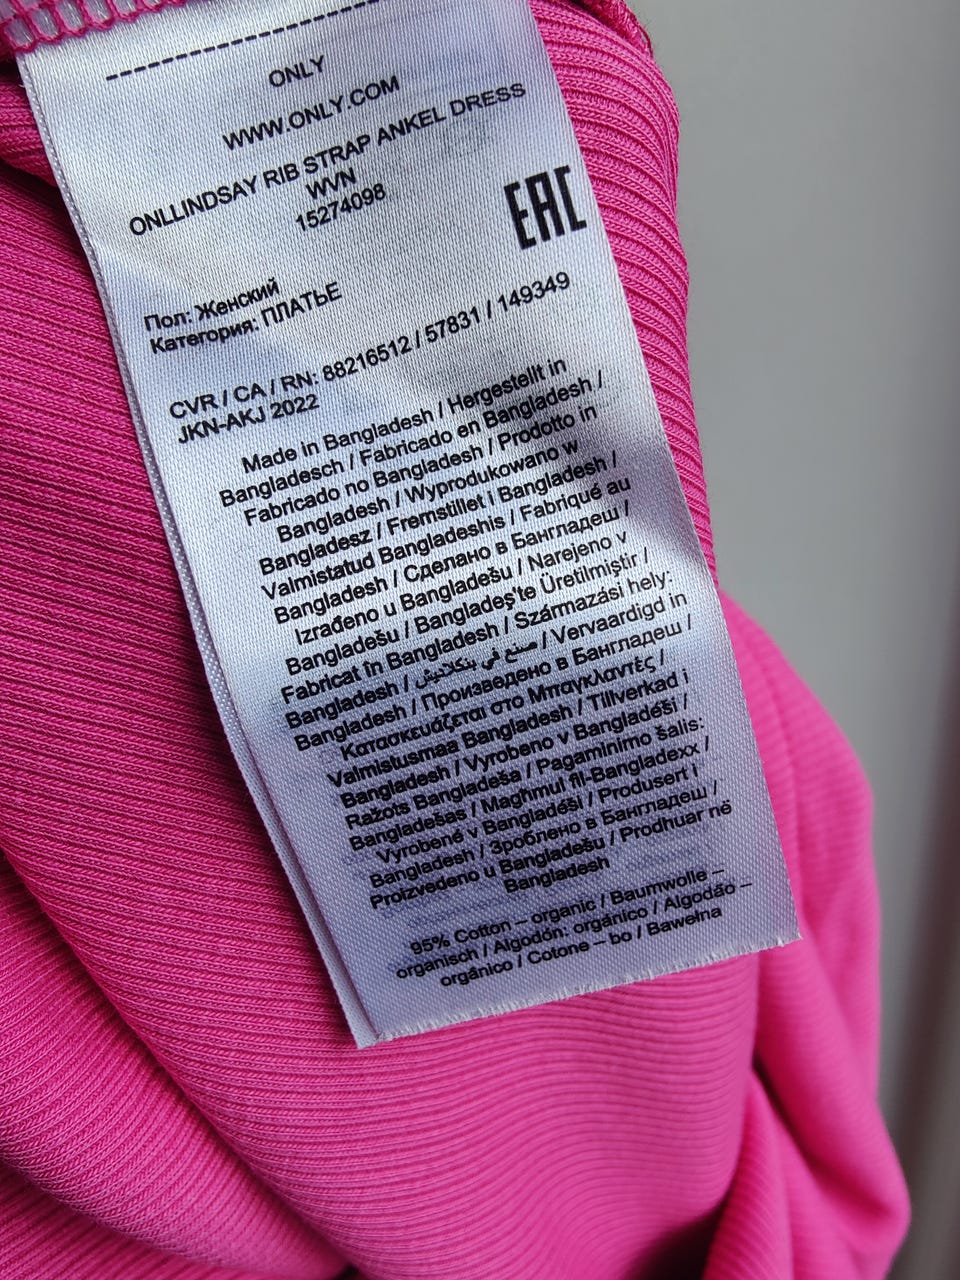 ONLY
WWW.ONLY.COM
ONLLINDSAY RIB STRAP ANKEL DRESS
WVN
15274098
EAC
Пол: Женский
Категория: ПЛАТЬЕ
CVR / CA / RN: 88216512 / 57831 / 149349
JKN-AKJ 2022
Made in Bangladesh / Hergestellt in
Bangladesch / Fabricado en Bangladesh /
Fabricado no Bangladesh / Prodotto in
Bangladesh / Wyprodukowano w
Bangladesz / Fremstillet i Bangladesh /
Valmistatud Bangladeshis / Fabriqué au
Bangladesh / Сделано в Бангладеш /
Izrađeno u Bangladešu / Narejeno v
Bangladešu / Bangladeş'te Üretilmiştir /
Fabricat în Bangladesh / Származási hely:
Bangladesh / صنع في بنكلاديش / Vervaardigd in
Bangladesh / Произведено в Бангладеш /
Κατασκευάζεται στο Μπαγκλαντές /
Valmistusmaa Bangladesh / Tillverkad i
Bangladesh / Vyrobeno v Bangladéši /
Ražots Bangladeša / Pagaminimo šalis:
Bangladešas / Magħmul fil-Bangladexx /
Vyrobené v Bangladéši / Produsert i
Bangladesh / Зроблено в Бангладеш /
Proizvedeno u Bangladešu / Prodhuar në
Bangladesh
95% Cotton – organic / Baumwolle –
organisch / Algodón: orgánico / Algodão –
orgânico / Cotone – bo / Bawełna